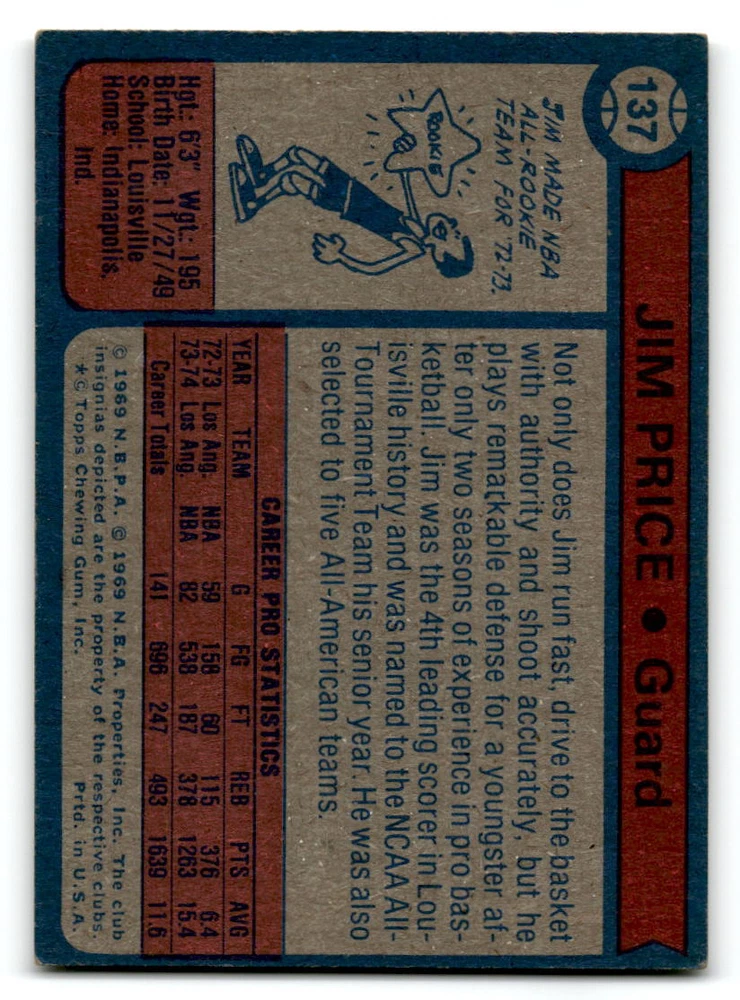 137
JIM PRICE • Guard
JIM MADE NBA
ALL-ROOKIE
TEAM FOR '72-73.
ROOKIE
Hgt.: 6'3" Wgt.: 195
Birth Date: 11/27/49
School: Louisville
Home: Indianapolis,
Ind.
Not only does Jim run fast, drive to the basket
with authority and shoot accurately, but he
plays remarkable defense for a youngster af-
ter only two seasons of experience in pro bas-
ketball. Jim was the 4th leading scorer in Lou-
isville history and was named to the NCAA All-
Tournament Team his senior year. He was also
selected to five All-American teams.
CAREER PRO STATISTICS
YEAR TEAM G FG FT REB PTS AVG
72-73 Los Ang. NBA 59 158 60 115 376 6.4
73-74 Los Ang. NBA 82 538 187 378 1263 15.4
Career Totals 141 696 247 493 1639 11.6
© 1969 N.B.P.A. © 1969 N.B.A. Properties, Inc. The club
insignias depicted are the property of the respective clubs.
★© Topps Chewing Gum, Inc. Prtd. in U.S.A.